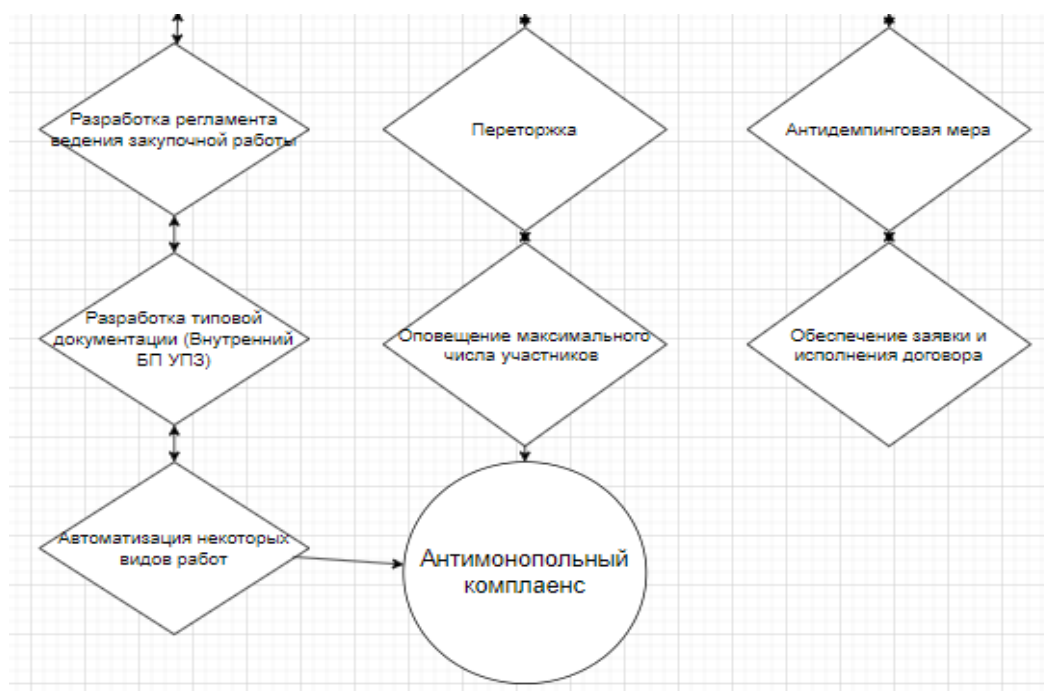 Разработка регламента
ведения закупочной работы
Переторжка
Антидемпинговая мера
Разработка типовой
документации (Внутренний
БП УПЗ)
Оповещение максимального
числа участников
Обеспечение заявки и
исполнения договора
Автоматизация некоторых
видов работ
Антимонопольный
комплаенс